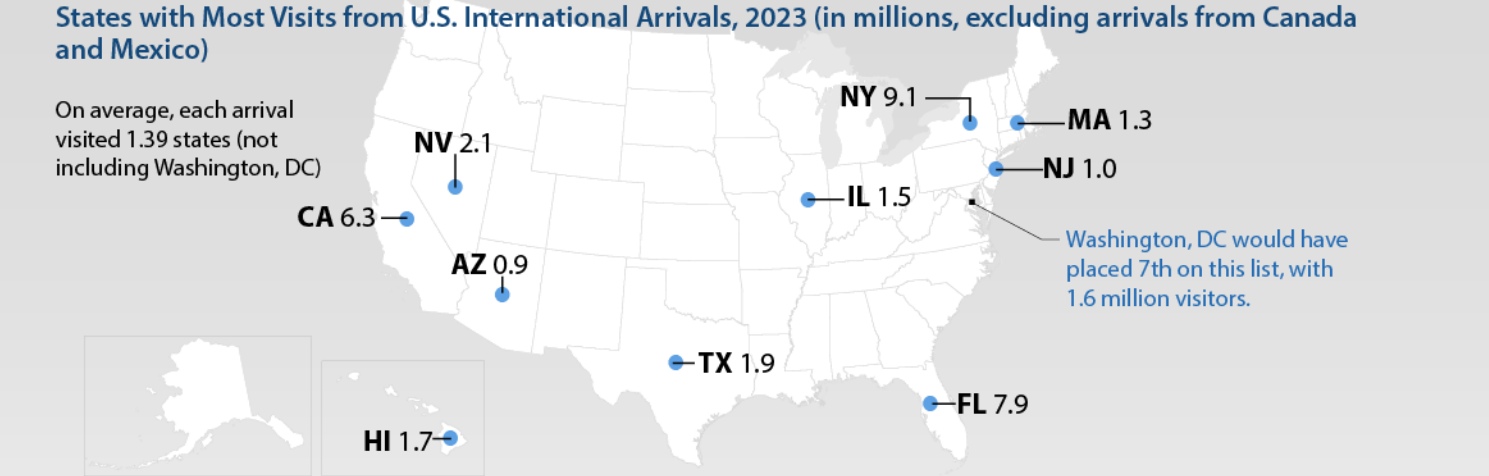 States with Most Visits from U.S. International Arrivals, 2023 (in millions, excluding arrivals from Canada
and Mexico)
On average, each arrival
visited 1.39 states (not
including Washington, DC)
NY 9.1
MA 1.3
NV 2.1
NJ 1.0
IL 1.5
CA 6.3
Washington, DC would have
placed 7th on this list, with
1.6 million visitors.
AZ 0.9
TX 1.9
FL 7.9
HI 1.7